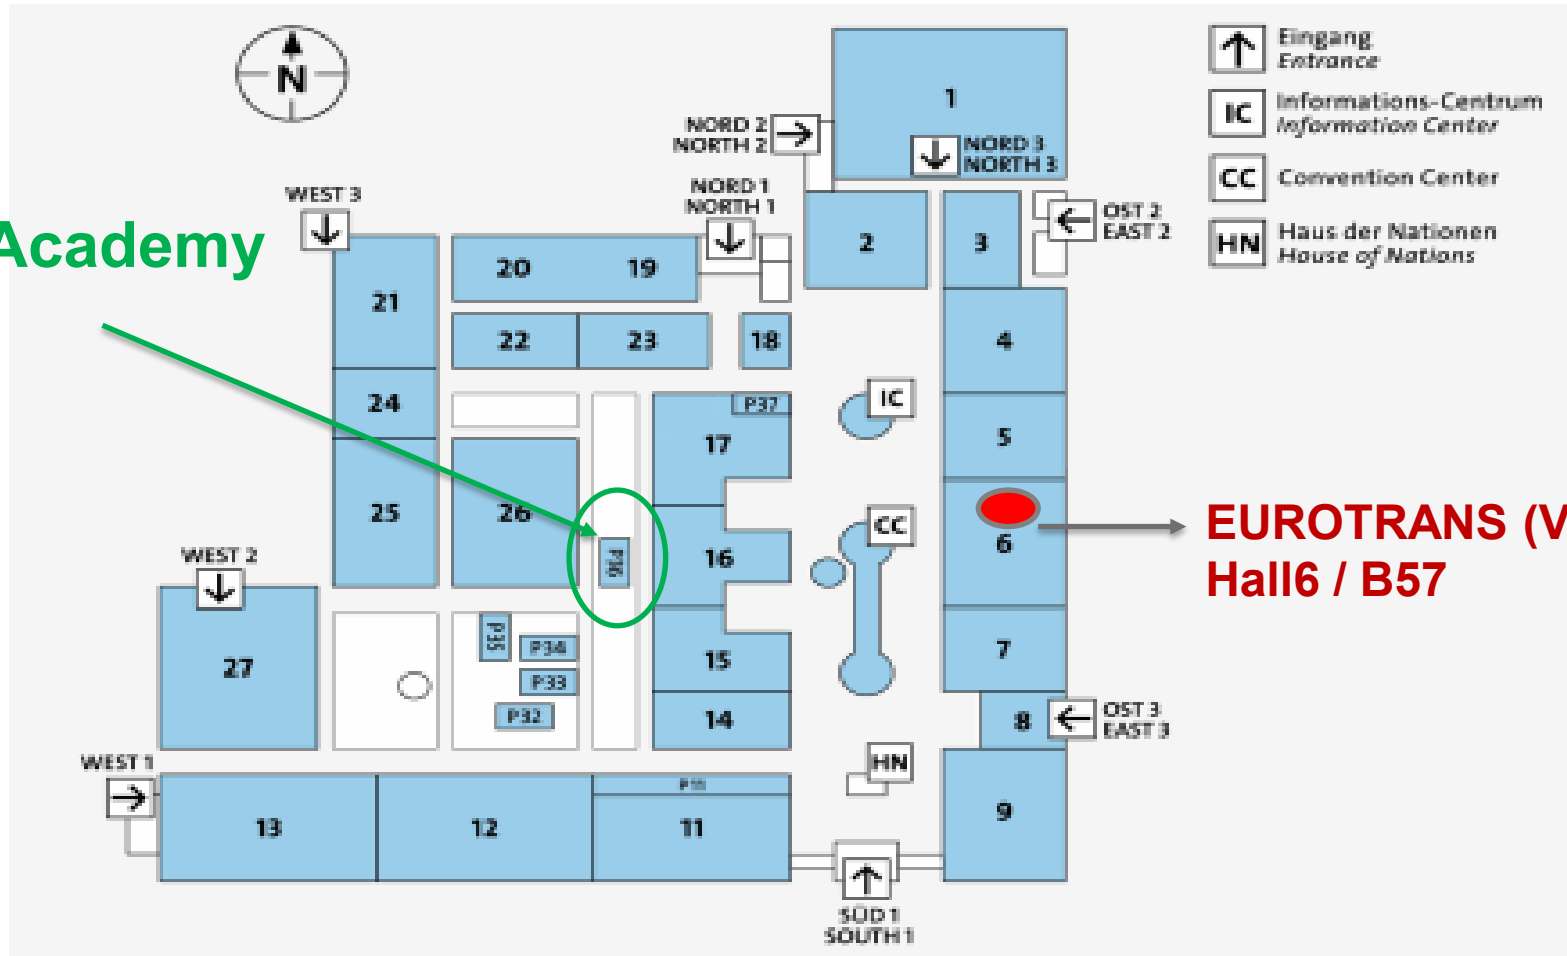 N
1
NORD 2
NORTH 2
NORD 3
NORTH 3
Eingang
Entrance
IC
Informations-Centrum
Information Center
CC
Convention Center
HN
Haus der Nationen
House of Nations
WEST 3
NORD 1
NORTH 1
OST 2
EAST 2
Academy
20
19
2
3
21
22
23
18
4
24
P37
IC
17
5
25
26
CC
EUROTRANS (V
Hall6 / B57
6
WEST 2
P36
16
P35
P34
P33
P32
27
15
7
14
8
OST 3
EAST 3
WEST 1
HN
P11
13
12
11
9
SÜD 1
SOUTH 1